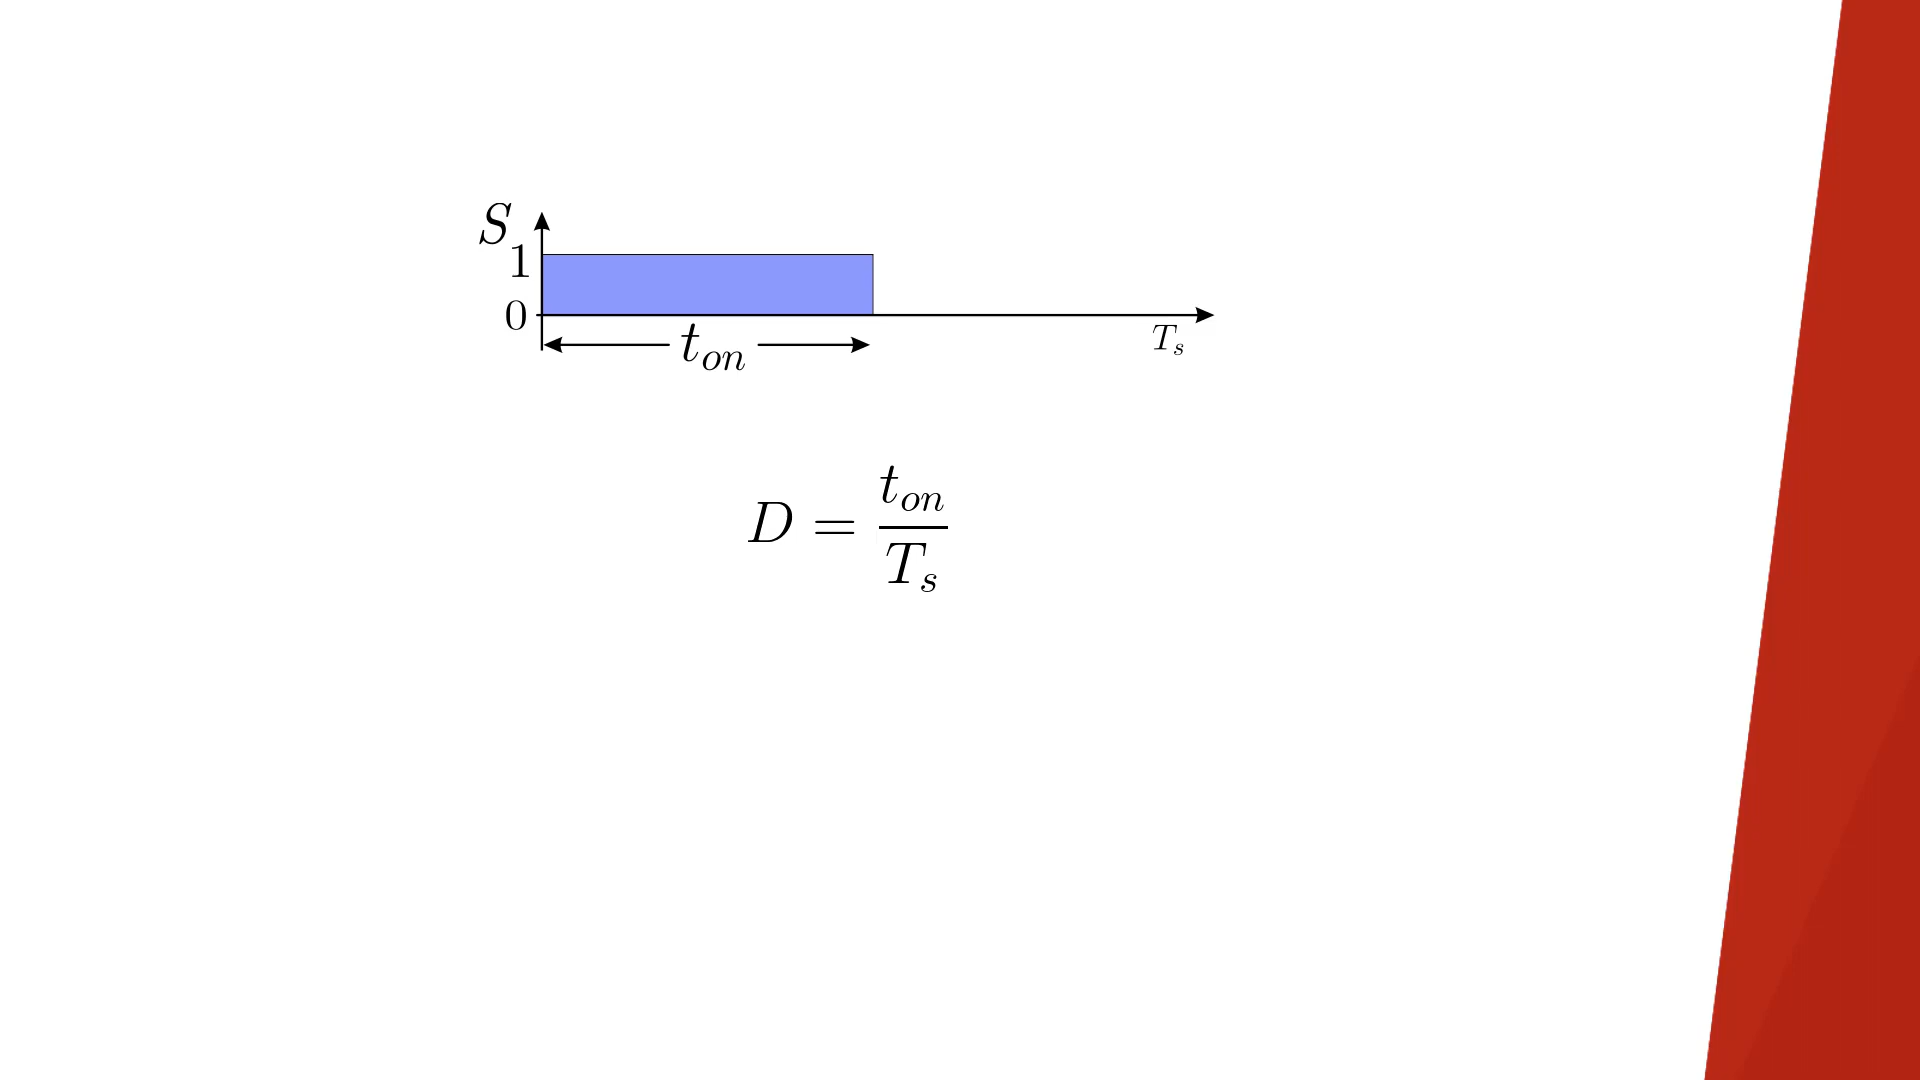 S
1
0
t_on
T_s
D = t_on / T_s